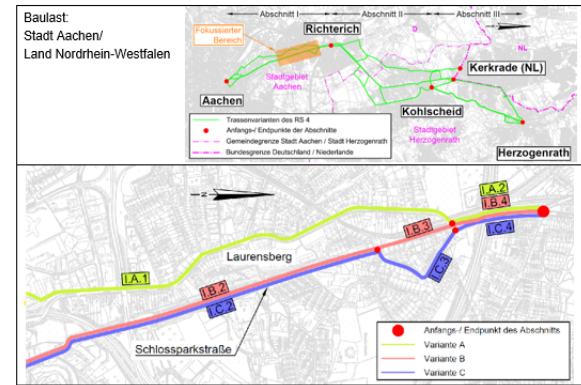 Baulast:
Stadt Aachen/
Land Nordrhein-Westfalen
Abschnitt I
Abschnitt II
Abschnitt III
Fokussierter
Bereich
Richterich
D
NL
NL
Kerkrade (NL)
Stadtgebiet
Aachen
Aachen
Kohlscheid
Stadtgebiet
Herzogenrath
Herzogenrath
Trassenvarianten des RS 4
Anfangs-/ Endpunkte der Abschnitte
Gemeindegrenze Stadt Aachen / Stadt Herzogenrath
Bundesgrenze Deutschland / Niederlande
N
I.A.2
I.B.4
I.C.4
I.B.3
I.C.3
Laurensberg
I.A.1
I.B.2
I.C.2
Schlossparkstraße
Anfangs-/ Endpunkt des Abschnitts
Variante A
Variante B
Variante C